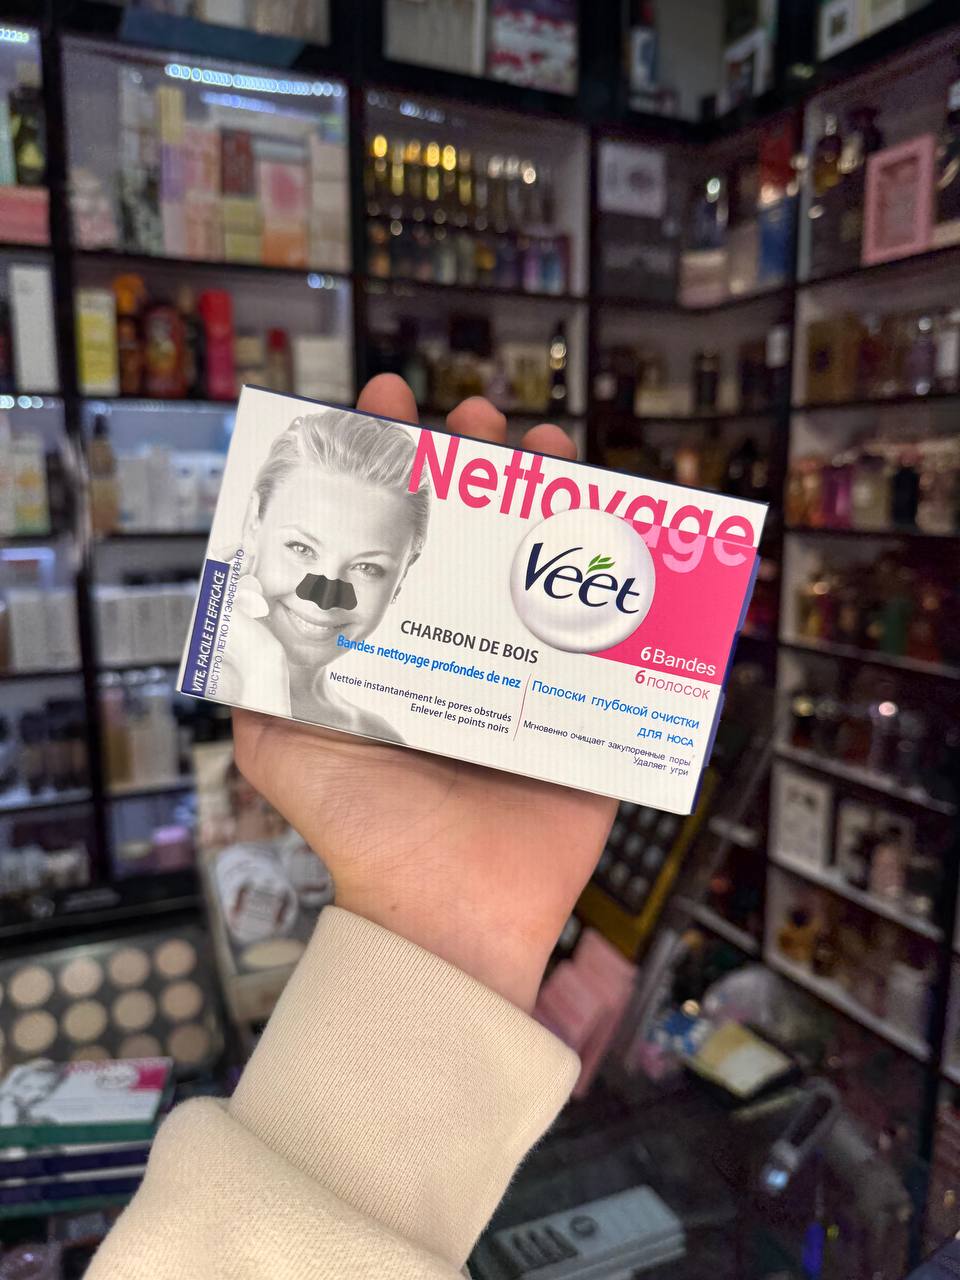 Nettoyage
Veet
VITE, FACILE ET EFFICACE
БЫСТРО, ЛЕГКО И ЭФФЕКТИВНО
CHARBON DE BOIS
Bandes nettoyage profondes de nez
Nettoie instantanément les pores obstrués
Enlever les points noirs
6 Bandes
6 ПОЛОСОК
Полоски глубокой очистки
для носа
Мгновенно очищает закупоренные поры
Удаляет угри